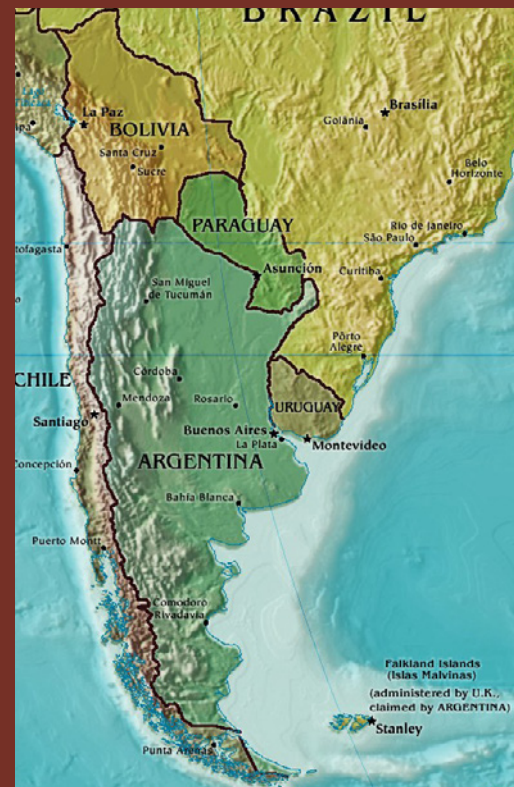 BRAZIL
La Paz
Brasília
Goiânia
BOLIVIA
Santa Cruz
Belo
Horizonte
Sucre
PARAGUAY
Rio de Janeiro
São Paulo
Asunción
Curitiba
San Miguel
de Tucumán
Pôrto
Alegre
CHILE
Córdoba
Mendoza
Rosario
URUGUAY
Santiago
Buenos Aires
La Plata
Montevideo
Concepción
ARGENTINA
Bahía Blanca
Puerto Montt
Comodoro
Rivadavia
Falkland Islands
(Islas Malvinas)
(administered by U.K.,
claimed by ARGENTINA)
Stanley
Punta Arenas